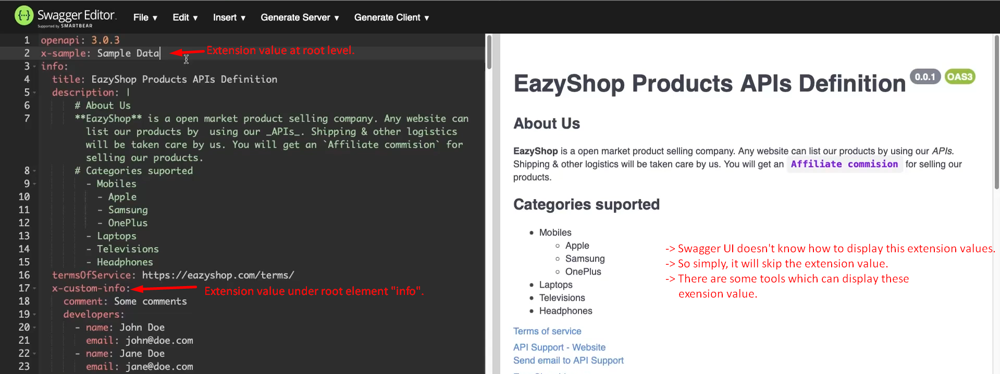 Swagger Editor.
Supported by SMARTBEAR
File ▾ Edit ▾ Insert ▾ Generate Server ▾ Generate Client ▾
1 openapi: 3.0.3
2 x-sample: Sample Data
Extension value at root level.
3 info:
4 title: EazyShop Products APIs Definition
5 description: |
6 # About Us
7 **EazyShop** is a open market product selling company. Any website can
list our products by  using our _APIs_. Shipping & other logistics
will be taken care by us. You will get an `Affiliate commision` for
selling our products.
8 # Categories suported
9 - Mobiles
10 - Apple
11 - Samsung
12 - OnePlus
13 - Laptops
14 - Televisions
15 - Headphones
16 termsOfService: https://eazyshop.com/terms/
17 x-custom-info:
Extension value under root element "info".
18 comment: Some comments
19 developers:
20 - name: John Doe
21 email: john@doe.com
22 - name: Jane Doe
23 email: jane@doe.com
EazyShop Products APIs Definition 0.0.1 OAS3
About Us
EazyShop is a open market product selling company. Any website can list our products by using our APIs.
Shipping & other logistics will be taken care by us. You will get an Affiliate commision for selling our
products.
Categories suported
• Mobiles
◦ Apple
◦ Samsung
◦ OnePlus
• Laptops
• Televisions
• Headphones
-> Swagger UI doesn't know how to display this extension values.
-> So simply, it will skip the extension value.
-> There are some tools which can display these
exension value.
Terms of service
API Support - Website
Send email to API Support